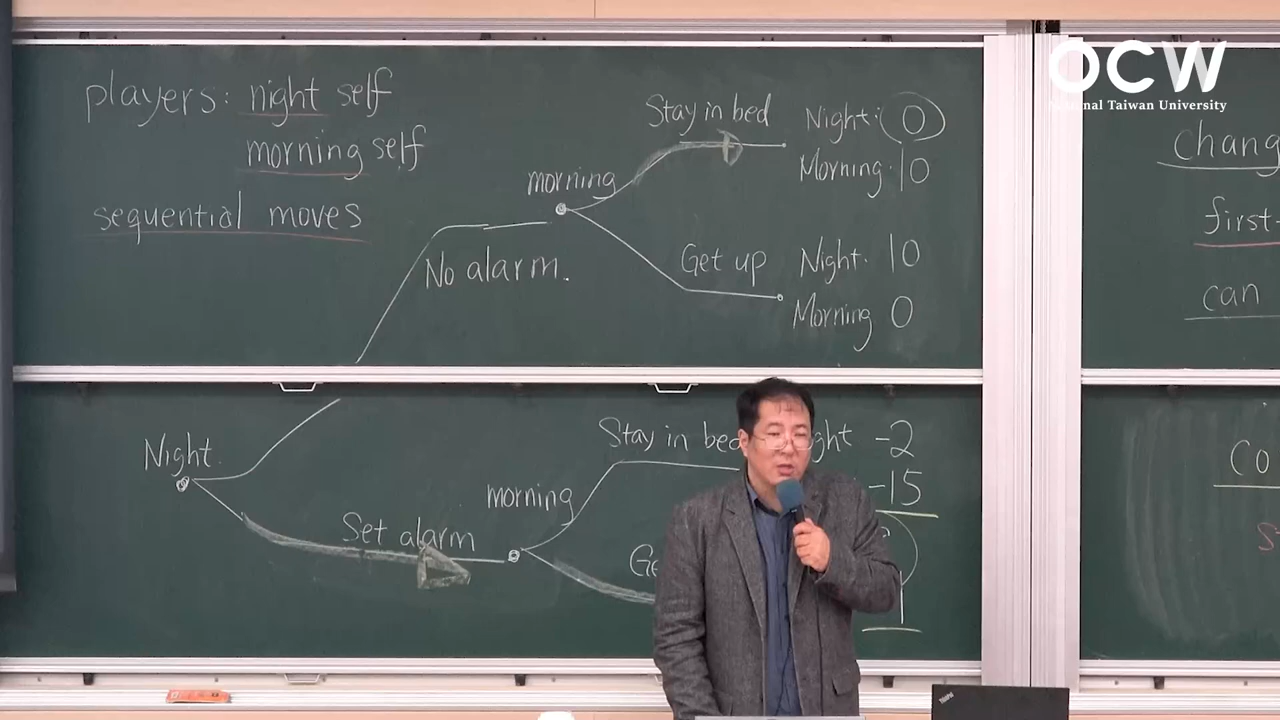 players: night self
morning self
sequential moves
No alarm.
morning
Stay in bed
Night: 0
Morning: 10
Get up
Night: 10
Morning 0
Night
Set alarm
morning
Stay in bed
-2
-15
OCW
National Taiwan University
first
can